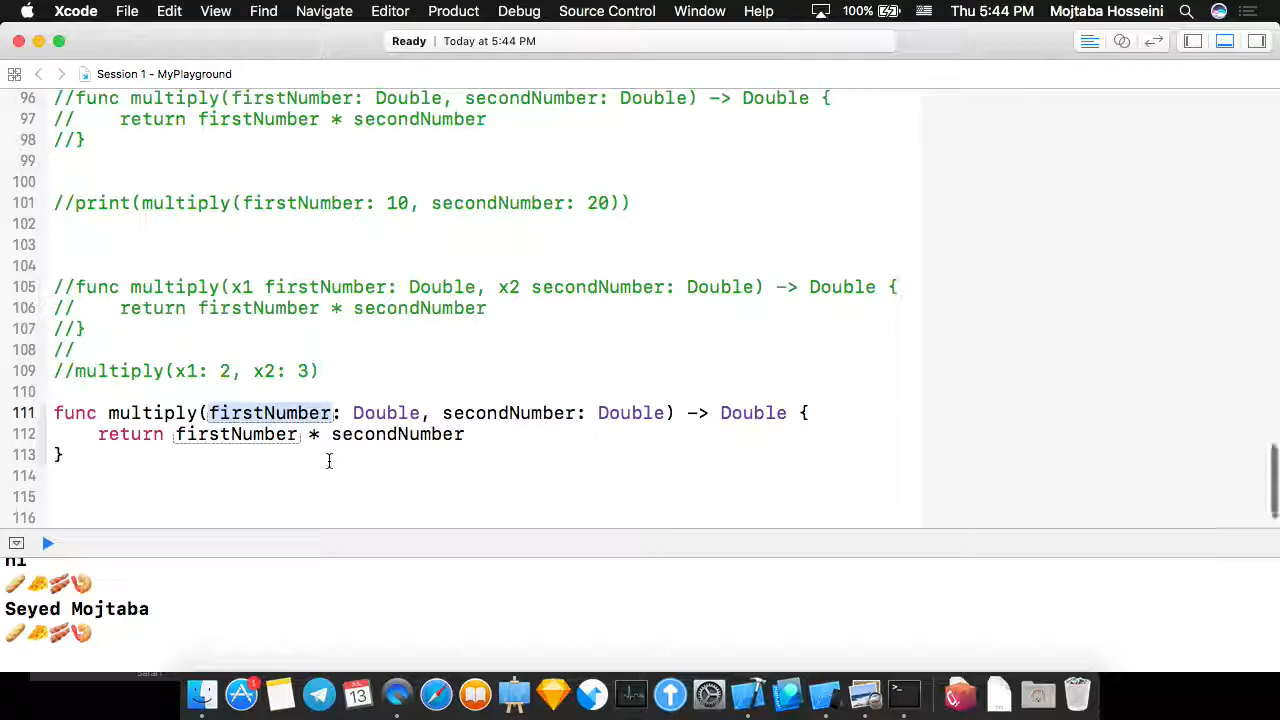 Xcode File Edit View Find Navigate Editor Product Debug Source Control Window Help 100% Thu 5:44 PM Mojtaba Hosseini
Ready | Today at 5:44 PM
Session 1 - MyPlayground
96 //func multiply(firstNumber: Double, secondNumber: Double) -> Double {
97 //    return firstNumber * secondNumber
98 //}
99
100
101 //print(multiply(firstNumber: 10, secondNumber: 20))
102
103
104
105 //func multiply(x1 firstNumber: Double, x2 secondNumber: Double) -> Double {
106 //    return firstNumber * secondNumber
107 //}
108 //
109 //multiply(x1: 2, x2: 3)
110
111 func multiply(firstNumber: Double, secondNumber: Double) -> Double {
112     return firstNumber * secondNumber
113 }
114
115
116
Seyed Mojtaba
JUL
13
1